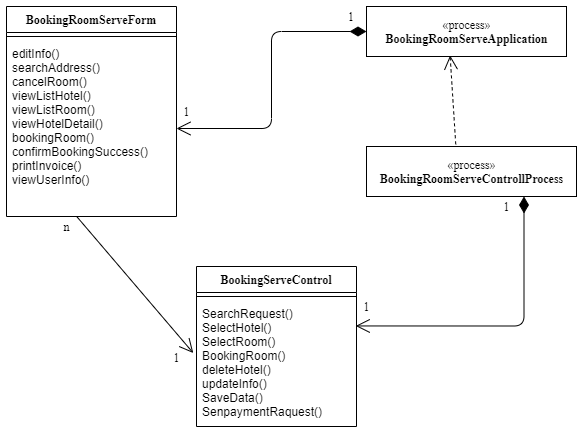 BookingRoomServeForm
editInfo()
searchAddress()
cancelRoom()
viewListHotel()
viewListRoom()
viewHotelDetail()
bookingRoom()
confirmBookingSuccess()
printInvoice()
viewUserInfo()
1
1
«process»
BookingRoomServeApplication
«process»
BookingRoomServeControllProcess
1
n
1
1
BookingServeControl
SearchRequest()
SelectHotel()
SelectRoom()
BookingRoom()
deleteHotel()
updateInfo()
SaveData()
SenpaymentRaquest()